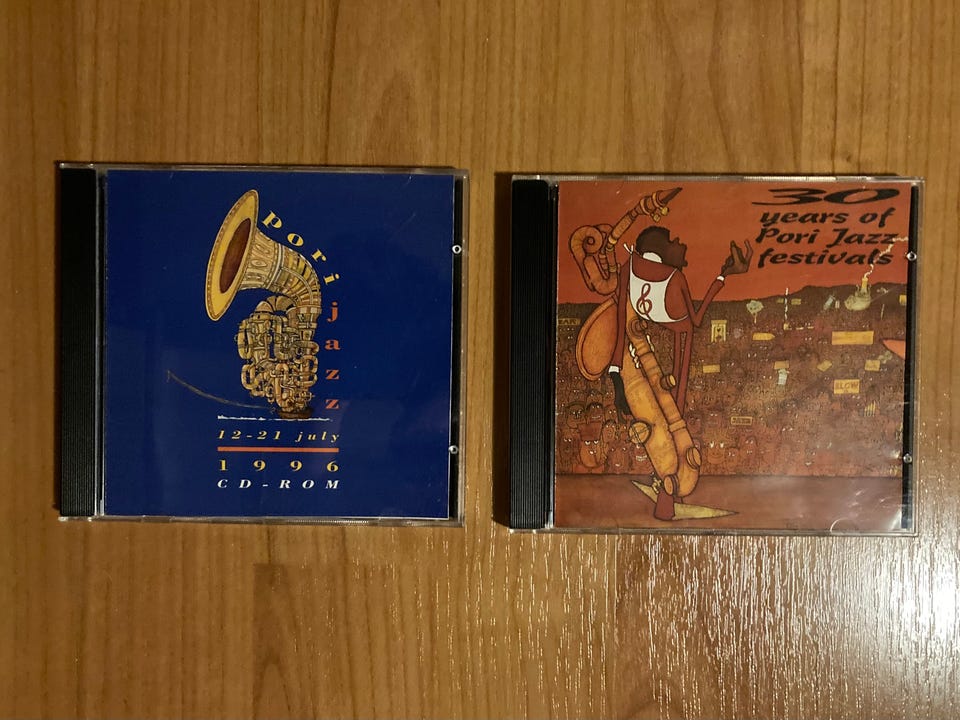 pori
jazz
12-21 july
1996
CD-ROM
30
years of
Pori Jazz
festivals
BLOW